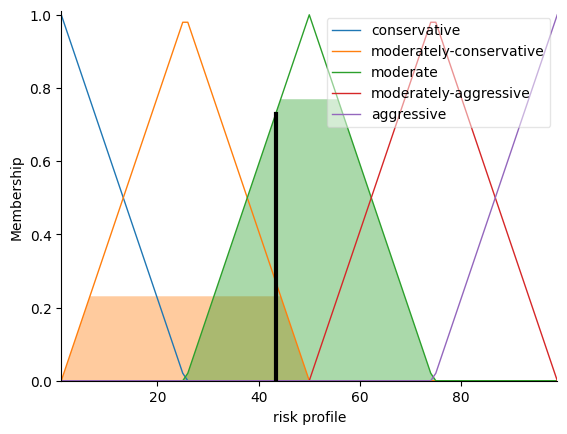 1.0
0.8
0.6
0.4
0.2
0.0
Membership
20
40
60
80
risk profile
conservative
moderately-conservative
moderate
moderately-aggressive
aggressive